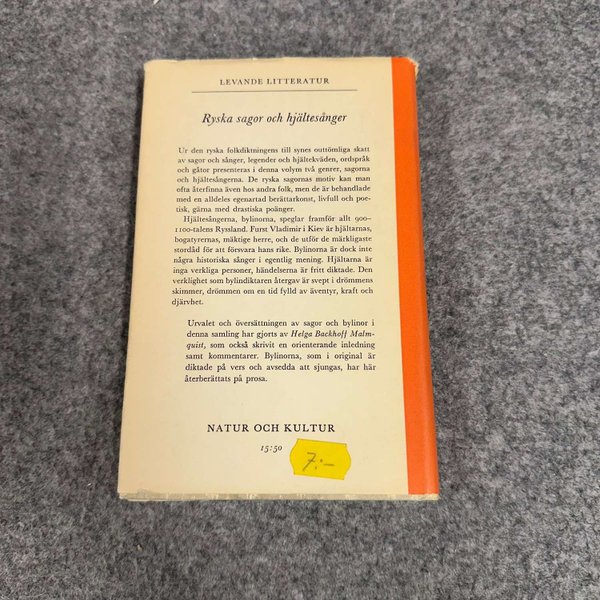 LEVANDE LITTERATUR
Ryska sagor och hjältesånger
Ur den ryska folkdiktningens till synes outtömliga skatt
av sagor och sånger, legender och hjältekväden, ordspråk
och gåtor presenteras i denna volym två genrer, sagorna
och hjältesångerna. De ryska sagornas motiv kan man
ofta återfinna även hos andra folk, men de är behandlade
med en alldeles egenartad berättarkonst, livfull och poe-
tisk, gärna med drastiska poänger.
Hjältesångerna, bylinorna, speglar framför allt 900–
1100-talens Ryssland. Furst Vladimir i Kiev är hjältarnas,
bogatyrernas, mäktige herre, och de utför de märkligaste
stordåd för att försvara hans rike. Bylinorna är dock inte
några historiska sånger i egentlig mening. Hjältarna är
inga verkliga personer, händelserna är fritt diktade. Den
verklighet som bylindiktaren återgav är svept i drömmens
skimmer, drömmen om en tid fylld av äventyr, kraft och
djärvhet.
Urvalet och översättningen av sagor och bylinor i
denna samling har gjorts av Helga Backhoff Malm-
quist, som också skrivit en orienterande inledning
samt kommentarer. Bylinorna, som i original är
diktade på vers och avsedda att sjungas, har här
återberättats på prosa.
NATUR OCH KULTUR
15:50
7:-